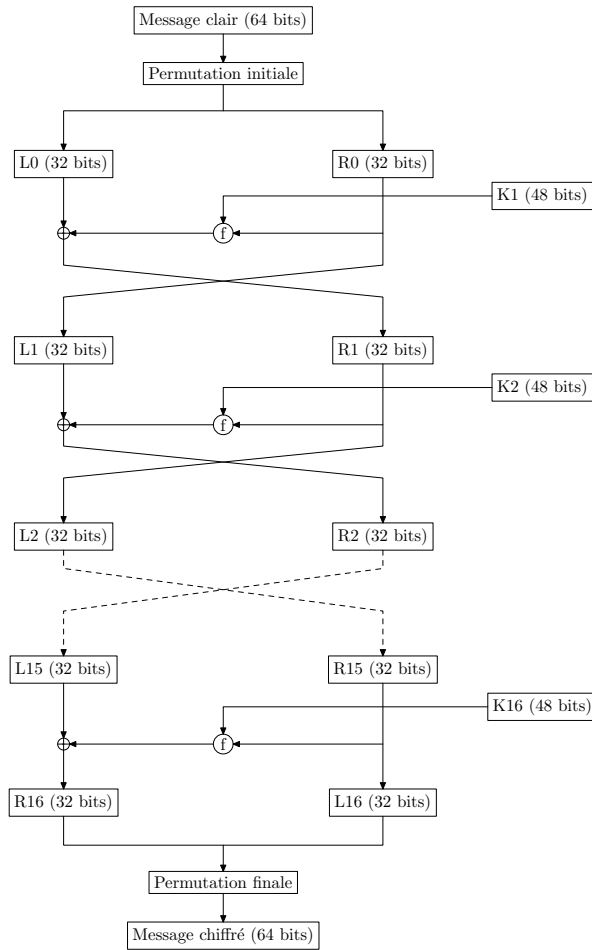 Message clair (64 bits)
Permutation initiale
L0 (32 bits)
R0 (32 bits)
K1 (48 bits)
f
L1 (32 bits)
R1 (32 bits)
K2 (48 bits)
f
L2 (32 bits)
R2 (32 bits)
L15 (32 bits)
R15 (32 bits)
K16 (48 bits)
f
R16 (32 bits)
L16 (32 bits)
Permutation finale
Message chiffré (64 bits)